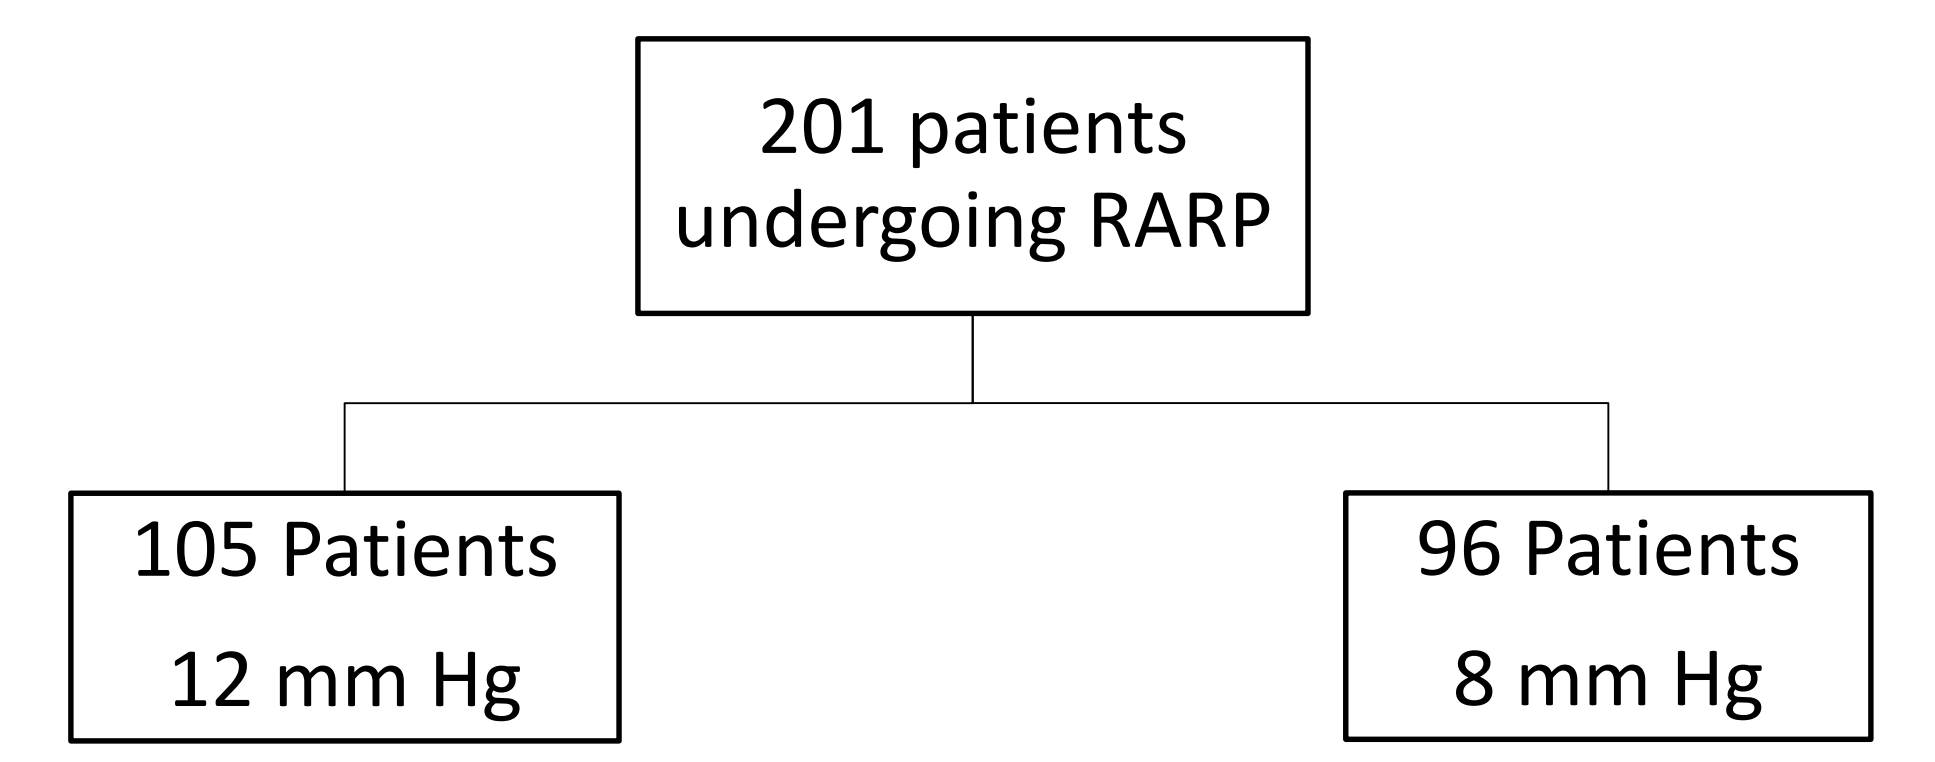 201 patients
undergoing RARP
105 Patients
12 mm Hg
96 Patients
8 mm Hg